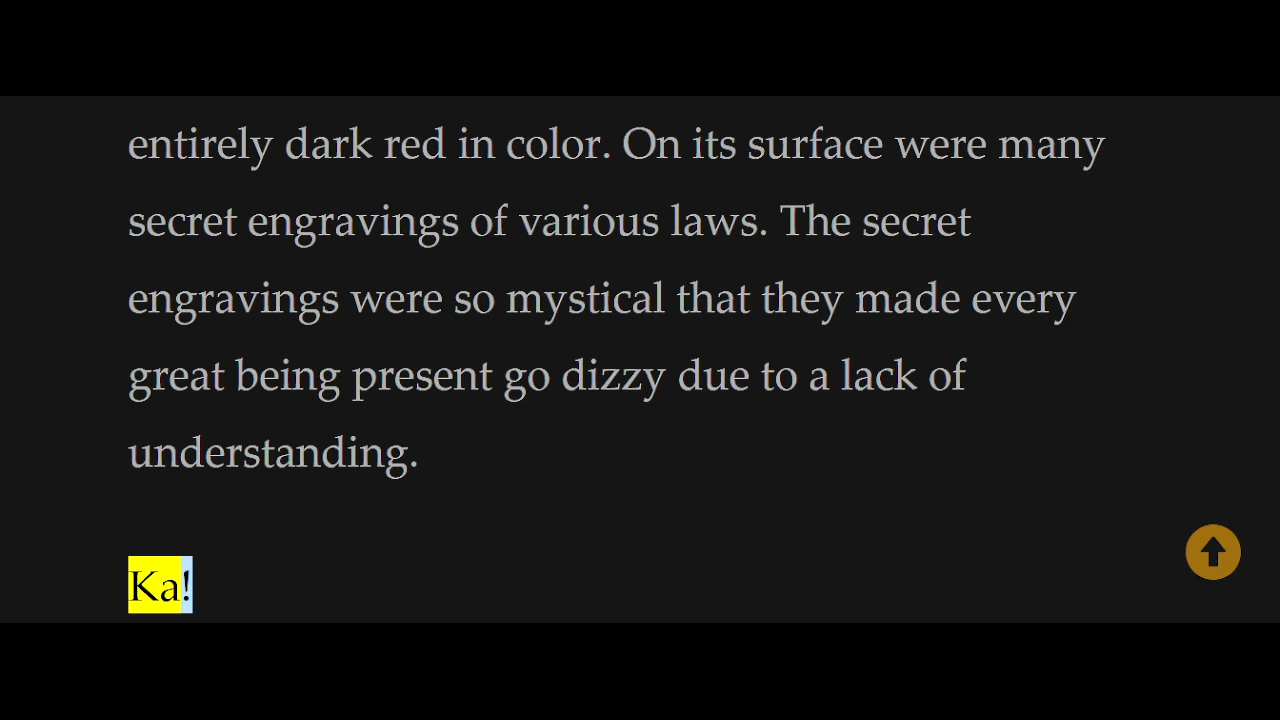 entirely dark red in color. On its surface were many
secret engravings of various laws. The secret
engravings were so mystical that they made every
great being present go dizzy due to a lack of
understanding.
Ka!